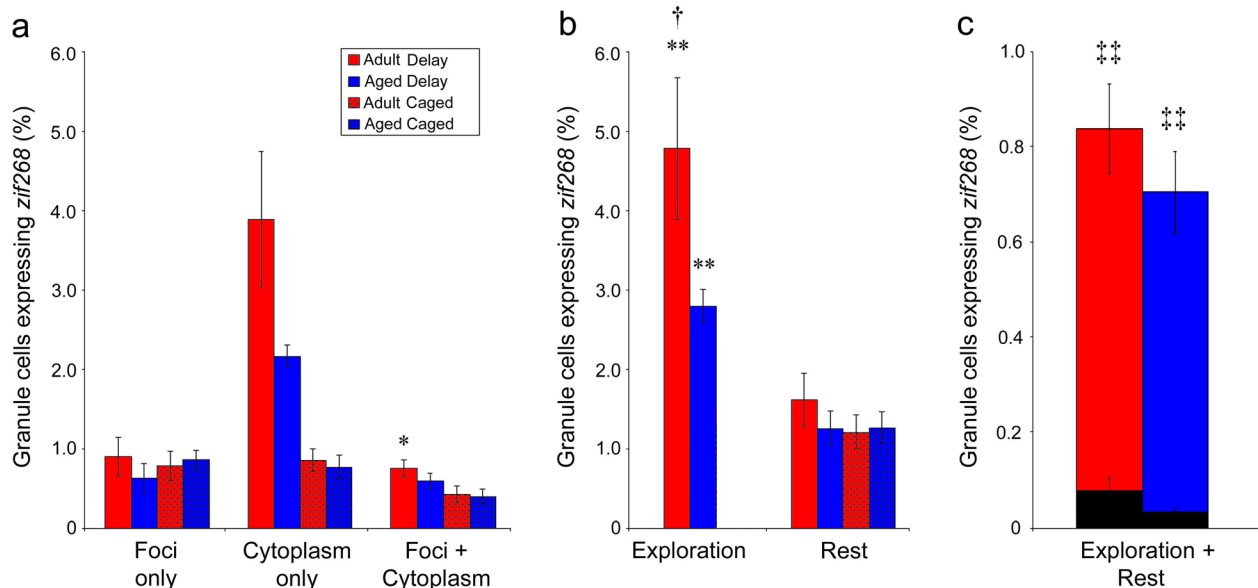 a
Granule cells expressing zif268 (%)
6.0
5.0
4.0
3.0
2.0
1.0
0
Adult Delay
Aged Delay
Adult Caged
Aged Caged
*
Foci
only
Cytoplasm
only
Foci +
Cytoplasm
b
Granule cells expressing zif268 (%)
6.0
5.0
4.0
3.0
2.0
1.0
0
†
**
**
Exploration
Rest
c
Granule cells expressing zif268 (%)
1.0
0.8
0.6
0.4
0.2
0
‡‡
‡‡
Exploration +
Rest